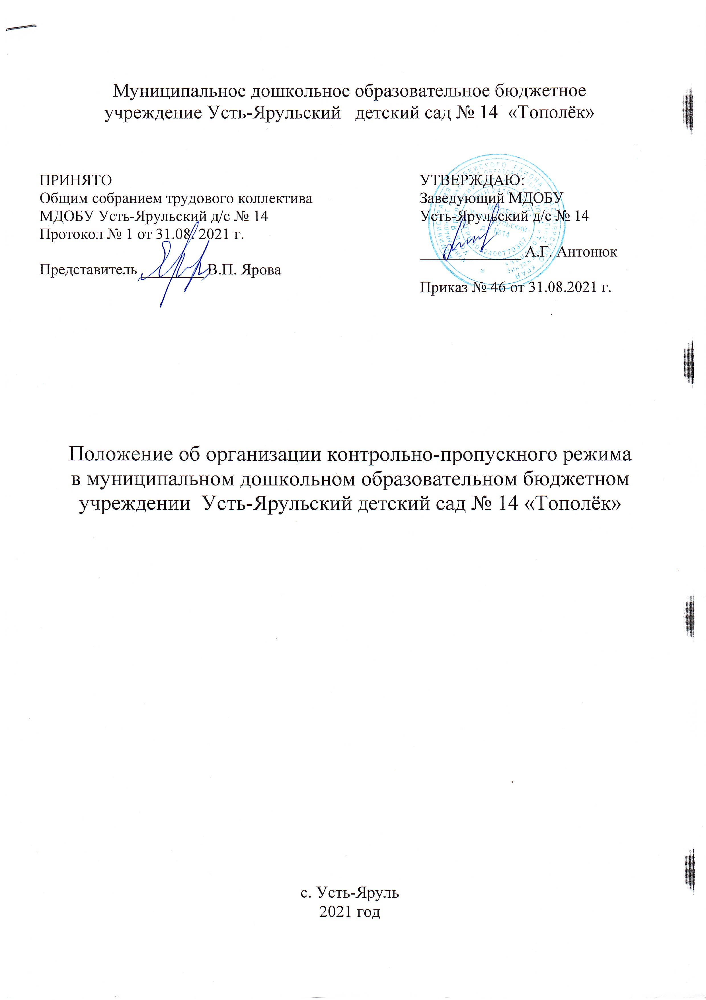 Муниципальное дошкольное образовательное бюджетное
учреждение Усть-Ярульский детский сад № 14 «Тополёк»
ПРИНЯТО
Общим собранием трудового коллектива
МДОБУ Усть-Ярульский д/с № 14
Протокол № 1 от 31.08. 2021 г.
Представитель ________ В.П. Ярова
УТВЕРЖДАЮ:
Заведующий МДОБУ
Усть-Ярульский д/с № 14
_____________ А.Г. Антонюк
Приказ № 46 от 31.08.2021 г.
Положение об организации контрольно-пропускного режима
в муниципальном дошкольном образовательном бюджетном
учреждении Усть-Ярульский детский сад № 14 «Тополёк»
с. Усть-Яруль
2021 год